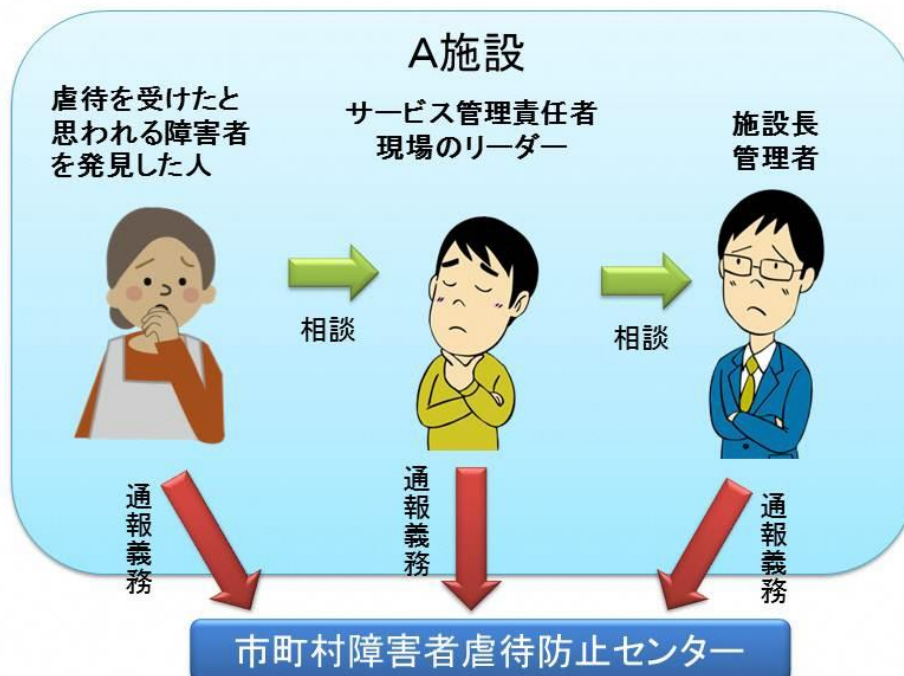 A施設
虐待を受けたと
思われる障害者
を発見した人
サービス管理責任者
現場のリーダー
施設長
管理者
相談
相談
通報義務
通報義務
通報義務
市町村障害者虐待防止センター